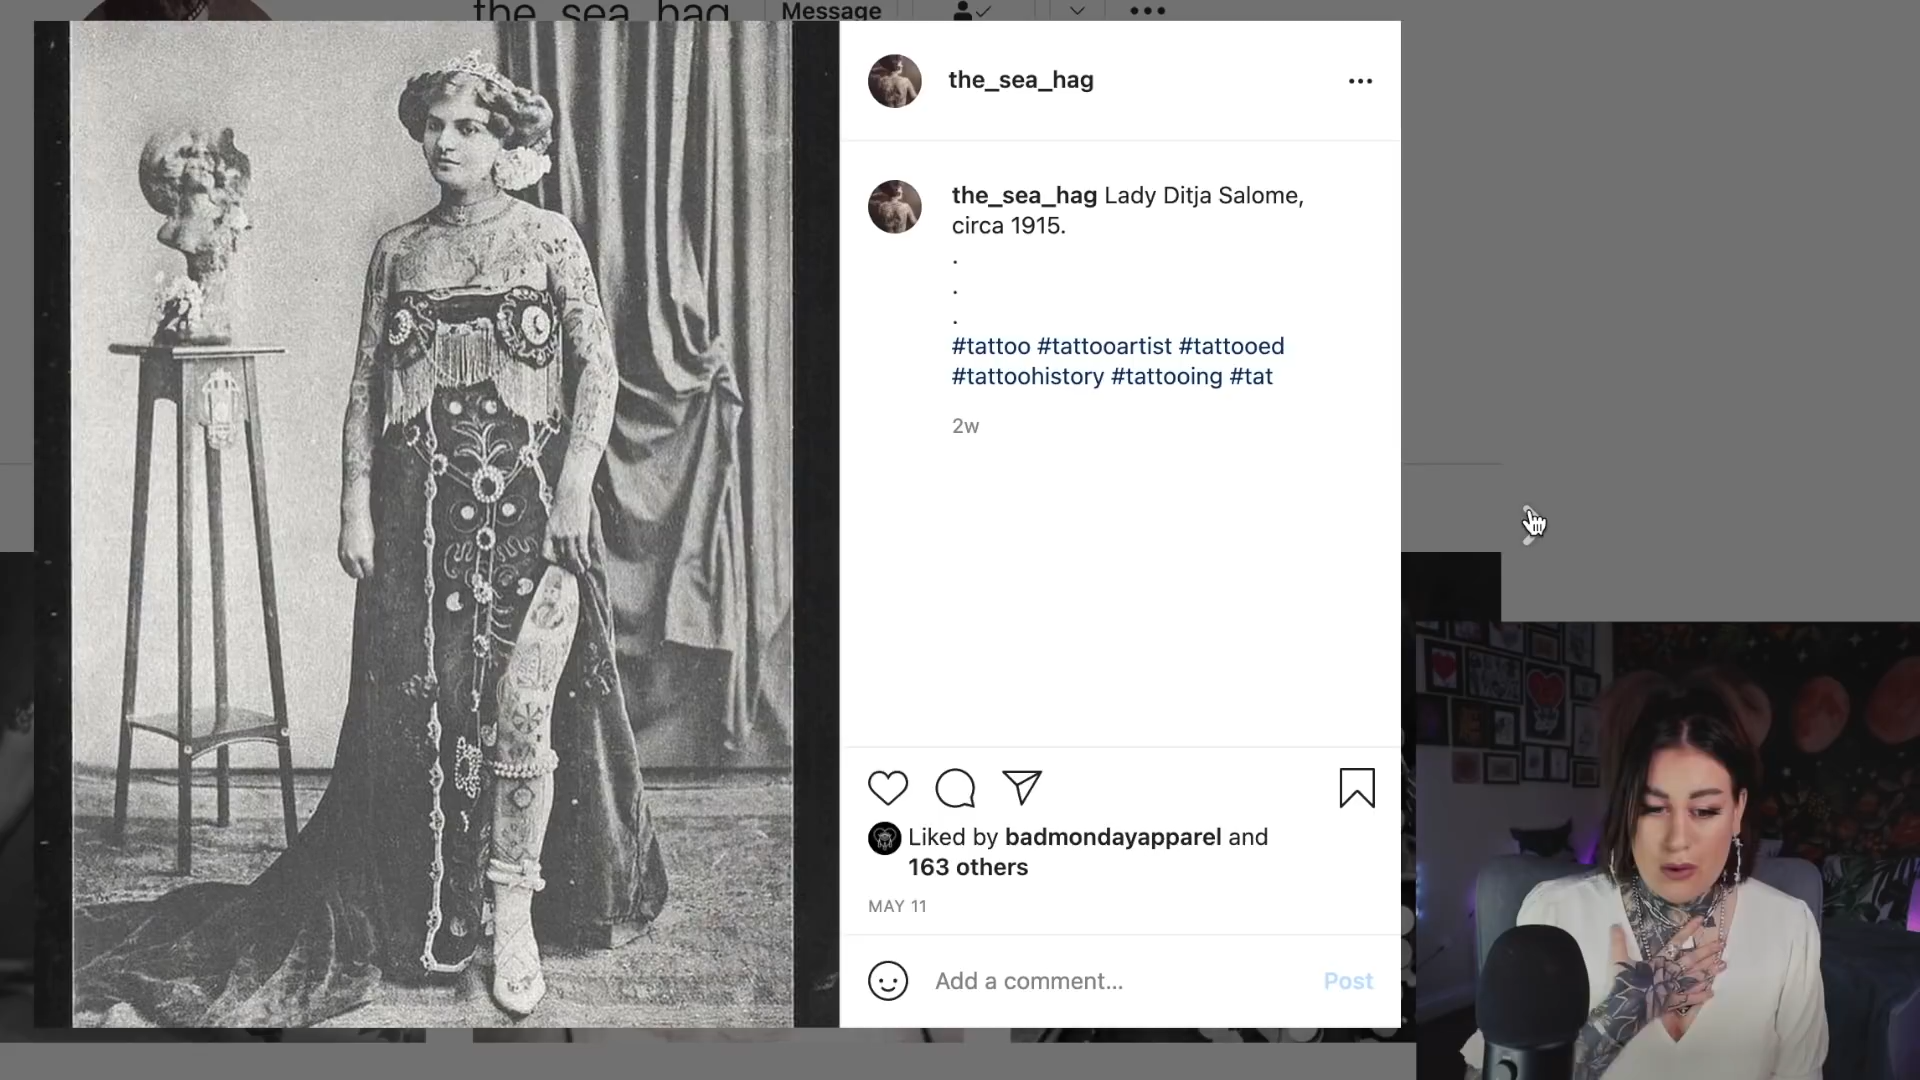 the_sea_hag Message
the_sea_hag
the_sea_hag Lady Ditja Salome,
circa 1915.
.
.
.
#tattoo #tattooartist #tattooed
#tattoohistory #tattooing #tat
2w
Liked by badmondayapparel and
163 others
MAY 11
Add a comment... Post